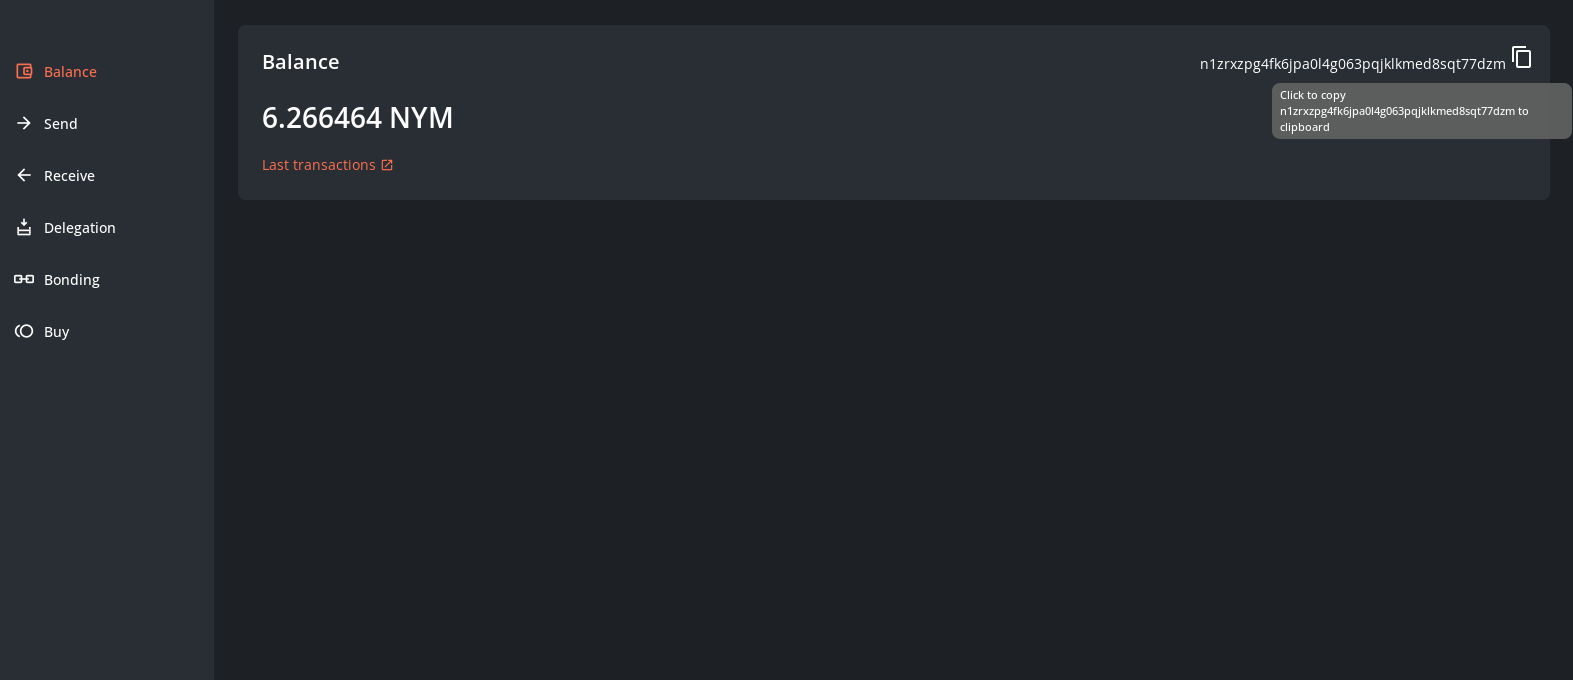 Balance
Send
Receive
Delegation
Bonding
Buy
Balance
n1zrxzpg4fk6jpa0l4g063pqjklkmed8sqt77dzm
Click to copy
n1zrxzpg4fk6jpa0l4g063pqjklkmed8sqt77dzm to
clipboard
6.266464 NYM
Last transactions